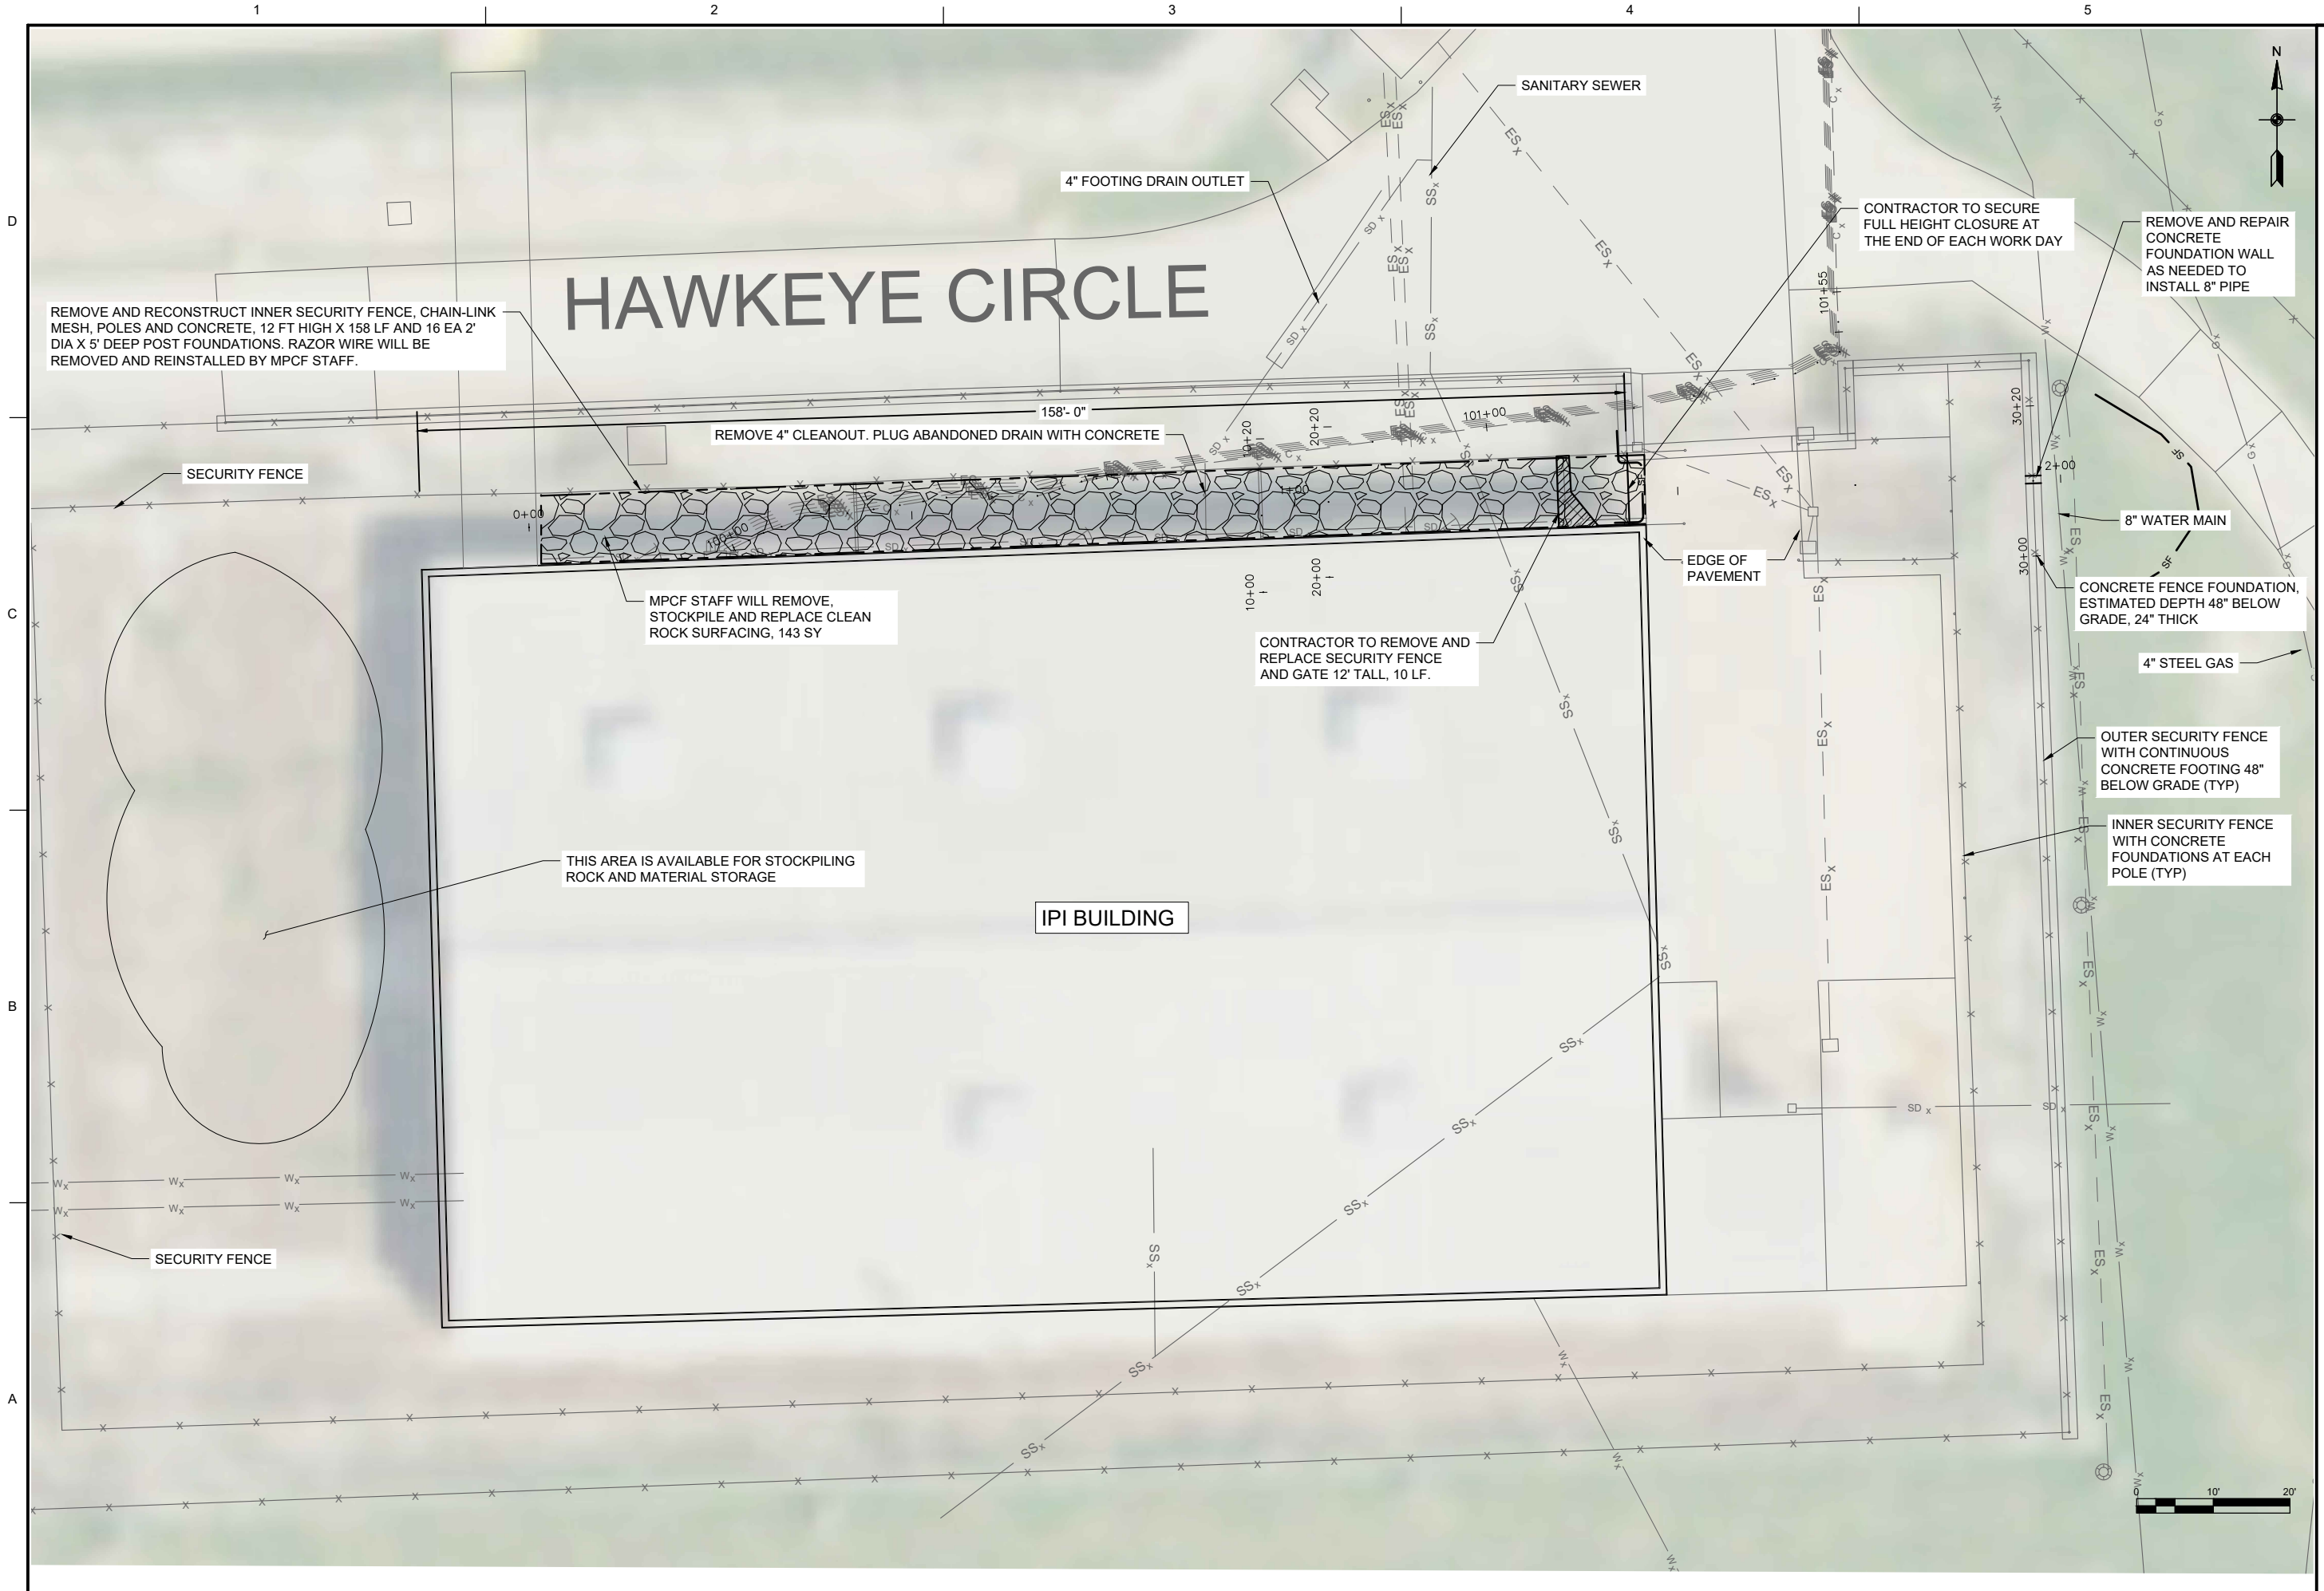 1
2
3
4
5
D
C
B
A
N
SANITARY SEWER
4" FOOTING DRAIN OUTLET
CONTRACTOR TO SECURE
FULL HEIGHT CLOSURE AT
THE END OF EACH WORK DAY
REMOVE AND REPAIR
CONCRETE
FOUNDATION WALL
AS NEEDED TO
INSTALL 8" PIPE
HAWKEYE CIRCLE
REMOVE AND RECONSTRUCT INNER SECURITY FENCE, CHAIN-LINK
MESH, POLES AND CONCRETE, 12 FT HIGH X 158 LF AND 16 EA 2'
DIA X 5' DEEP POST FOUNDATIONS. RAZOR WIRE WILL BE
REMOVED AND REINSTALLED BY MPCF STAFF.
158'- 0"
REMOVE 4" CLEANOUT. PLUG ABANDONED DRAIN WITH CONCRETE
SECURITY FENCE
0+00
100+00
1+00
10+20
20+20
101+00
101+55
30+20
2+00
30+00
10+00
20+00
8" WATER MAIN
EDGE OF
PAVEMENT
CONCRETE FENCE FOUNDATION,
ESTIMATED DEPTH 48" BELOW
GRADE, 24" THICK
MPCF STAFF WILL REMOVE,
STOCKPILE AND REPLACE CLEAN
ROCK SURFACING, 143 SY
CONTRACTOR TO REMOVE AND
REPLACE SECURITY FENCE
AND GATE 12' TALL, 10 LF.
4" STEEL GAS
OUTER SECURITY FENCE
WITH CONTINUOUS
CONCRETE FOOTING 48"
BELOW GRADE (TYP)
INNER SECURITY FENCE
WITH CONCRETE
FOUNDATIONS AT EACH
POLE (TYP)
THIS AREA IS AVAILABLE FOR STOCKPILING
ROCK AND MATERIAL STORAGE
IPI BUILDING
SECURITY FENCE
SF
SF
0 10' 20'